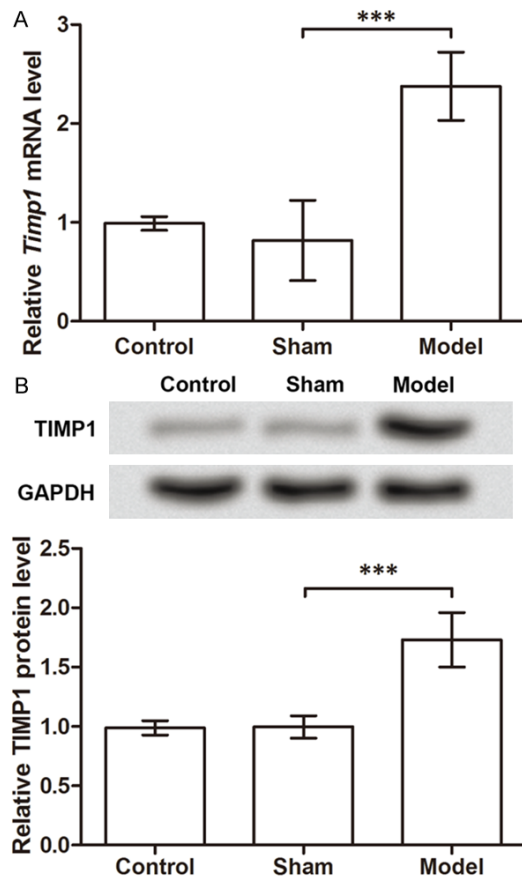 A
Relative Timp1 mRNA level
3
2
1
0
***
Control Sham Model
B
Control Sham Model
TIMP1
GAPDH
Relative TIMP1 protein level
2.5
2.0
1.5
1.0
0.5
0.0
***
Control Sham Model